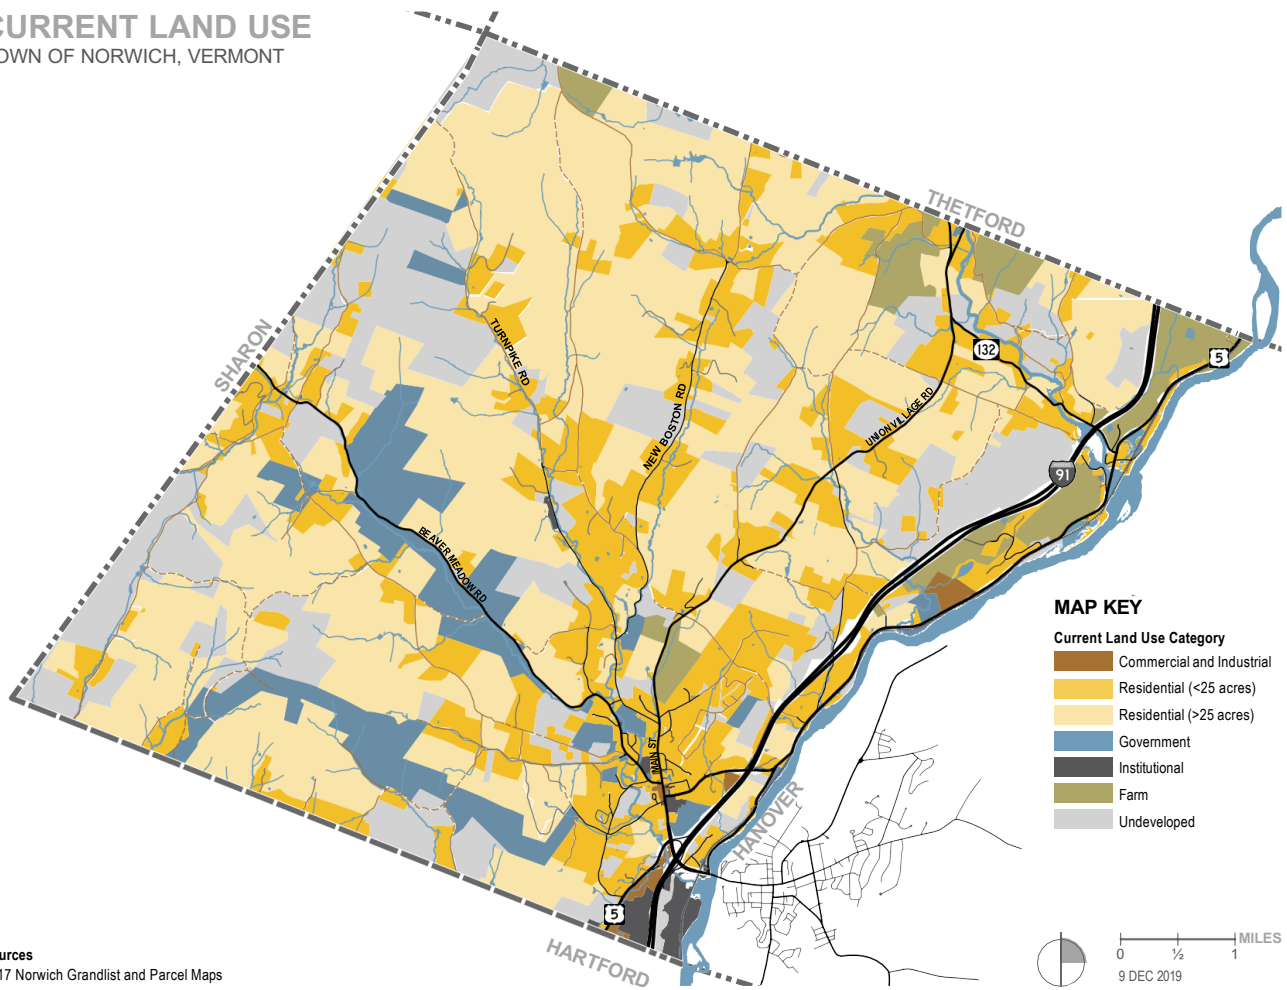 CURRENT LAND USE
OWN OF NORWICH, VERMONT
THETFORD
SHARON
TURNPIKE RD
NEW BOSTON RD
UNION VILLAGE RD
132
5
91
BEAVER MEADOW RD
MAIN ST
HANOVER
5
HARTFORD
MAP KEY
Current Land Use Category
Commercial and Industrial
Residential (<25 acres)
Residential (>25 acres)
Government
Institutional
Farm
Undeveloped
MILES
0 ½ 1
9 DEC 2019
urces
17 Norwich Grandlist and Parcel Maps